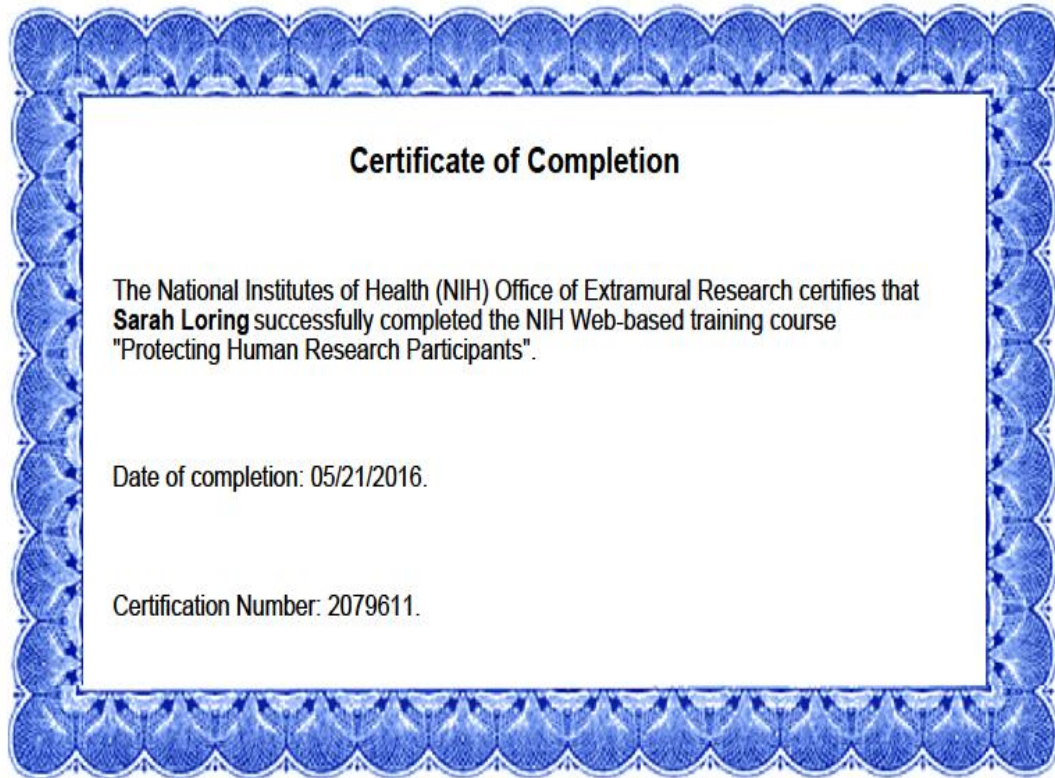 Certificate of Completion
The National Institutes of Health (NIH) Office of Extramural Research certifies that
Sarah Loring successfully completed the NIH Web-based training course
"Protecting Human Research Participants".
Date of completion: 05/21/2016.
Certification Number: 2079611.